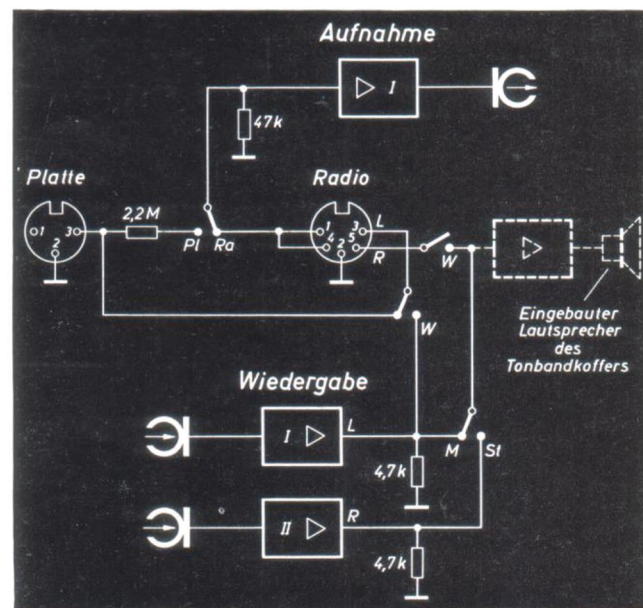 Aufnahme
I
47k
Platte
Radio
1
3
2
2,2M
Pl
Ra
1
3
L
4
2
5
R
W
W
Eingebauter
Lautsprecher
des
Tonbandkoffers
Wiedergabe
I
L
M
St
4,7k
II
R
4,7k